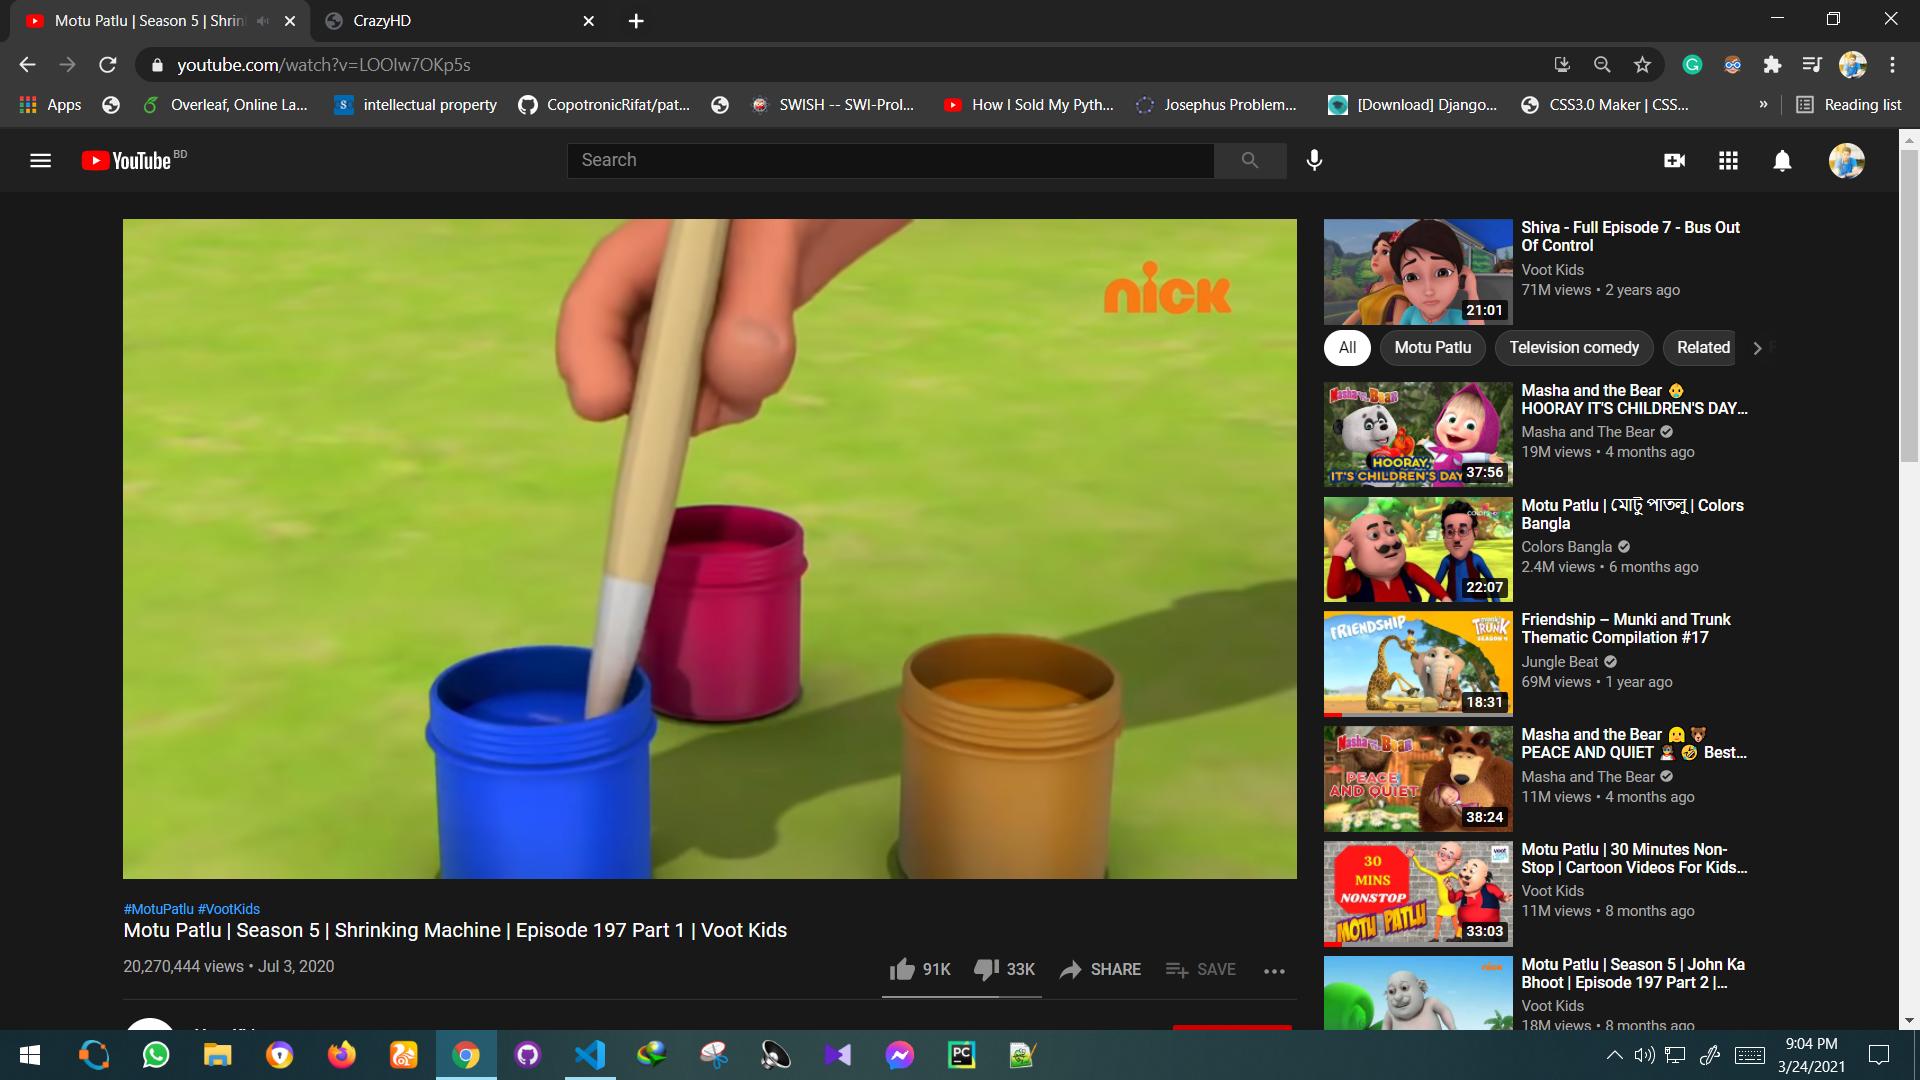 Motu Patlu | Season 5 | Shrin
CrazyHD
youtube.com/watch?v=LOOIw7OKp5s
Apps
Overleaf, Online La...
intellectual property
CopotronicRifat/pat...
SWISH -- SWI-Prol...
How I Sold My Pyth...
Josephus Problem...
[Download] Django...
CSS3.0 Maker | CSS...
»
Reading list
YouTube BD
Search
nick
Shiva - Full Episode 7 - Bus Out
Of Control
Voot Kids
71M views • 2 years ago
21:01
All
Motu Patlu
Television comedy
Related
Masha and the Bear 👶
HOORAY IT'S CHILDREN'S DAY...
Masha and The Bear
19M views • 4 months ago
Masha and the Bear
HOORAY,
IT'S CHILDREN'S DAY
37:56
Motu Patlu | মোটু পাতলু | Colors
Bangla
Colors Bangla
2.4M views • 6 months ago
22:07
Friendship – Munki and Trunk
Thematic Compilation #17
Jungle Beat
69M views • 1 year ago
FRIENDSHIP
TRUNK
18:31
Masha and the Bear 👱‍♀️🐻
PEACE AND QUIET 🤣 Best...
Masha and The Bear
11M views • 4 months ago
Masha and the Bear
PEACE
AND QUIET
38:24
Motu Patlu | 30 Minutes Non-
Stop | Cartoon Videos For Kids...
Voot Kids
11M views • 8 months ago
30
MINS
NONSTOP
MOTU PATLU
33:03
Motu Patlu | Season 5 | John Ka
Bhoot | Episode 197 Part 2 |...
Voot Kids
18M views • 8 months ago
nick
#MotuPatlu #VootKids
Motu Patlu | Season 5 | Shrinking Machine | Episode 197 Part 1 | Voot Kids
20,270,444 views • Jul 3, 2020
91K
33K
SHARE
SAVE
PC
9:04 PM
3/24/2021